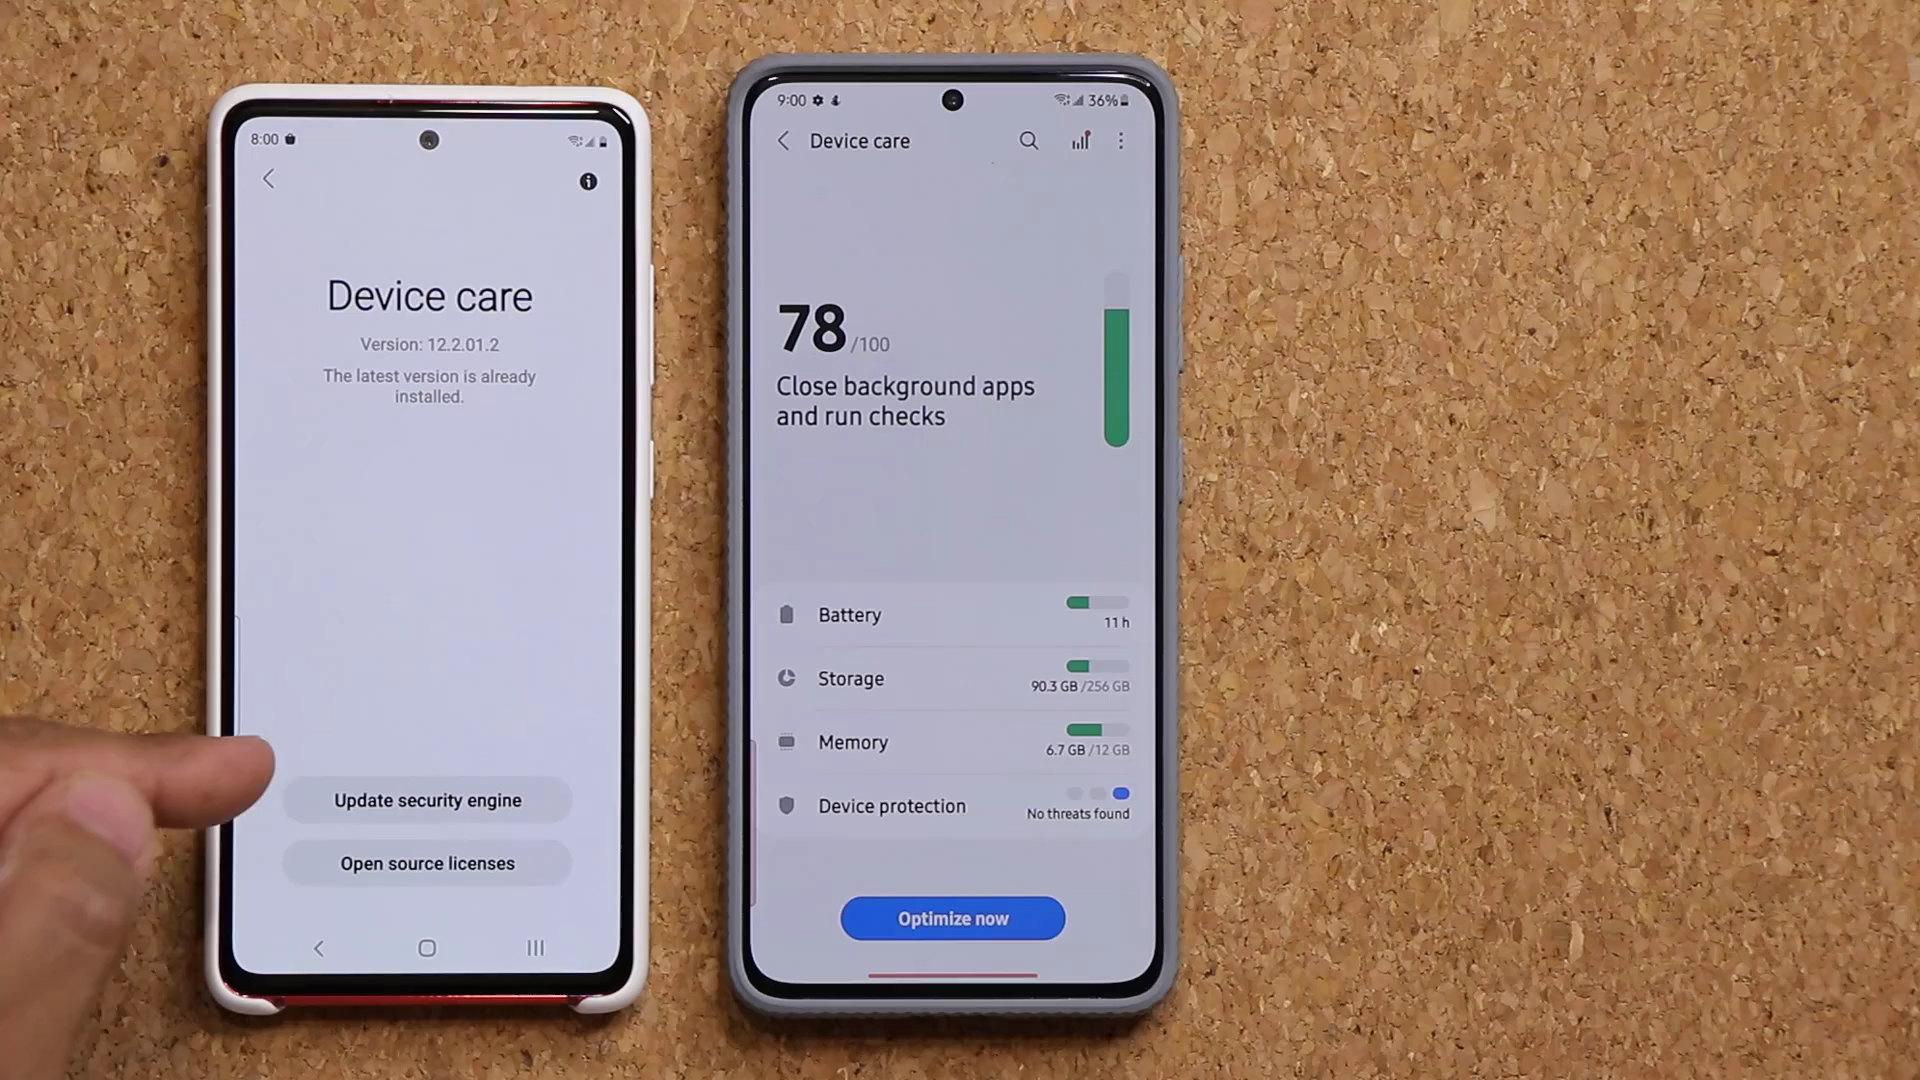 8:00
Device care
Version: 12.2.01.2
The latest version is already
installed.
Update security engine
Open source licenses
9:00
36%
Device care
78/100
Close background apps
and run checks
Battery
11 h
Storage
90.3 GB /256 GB
Memory
6.7 GB /12 GB
Device protection
No threats found
Optimize now